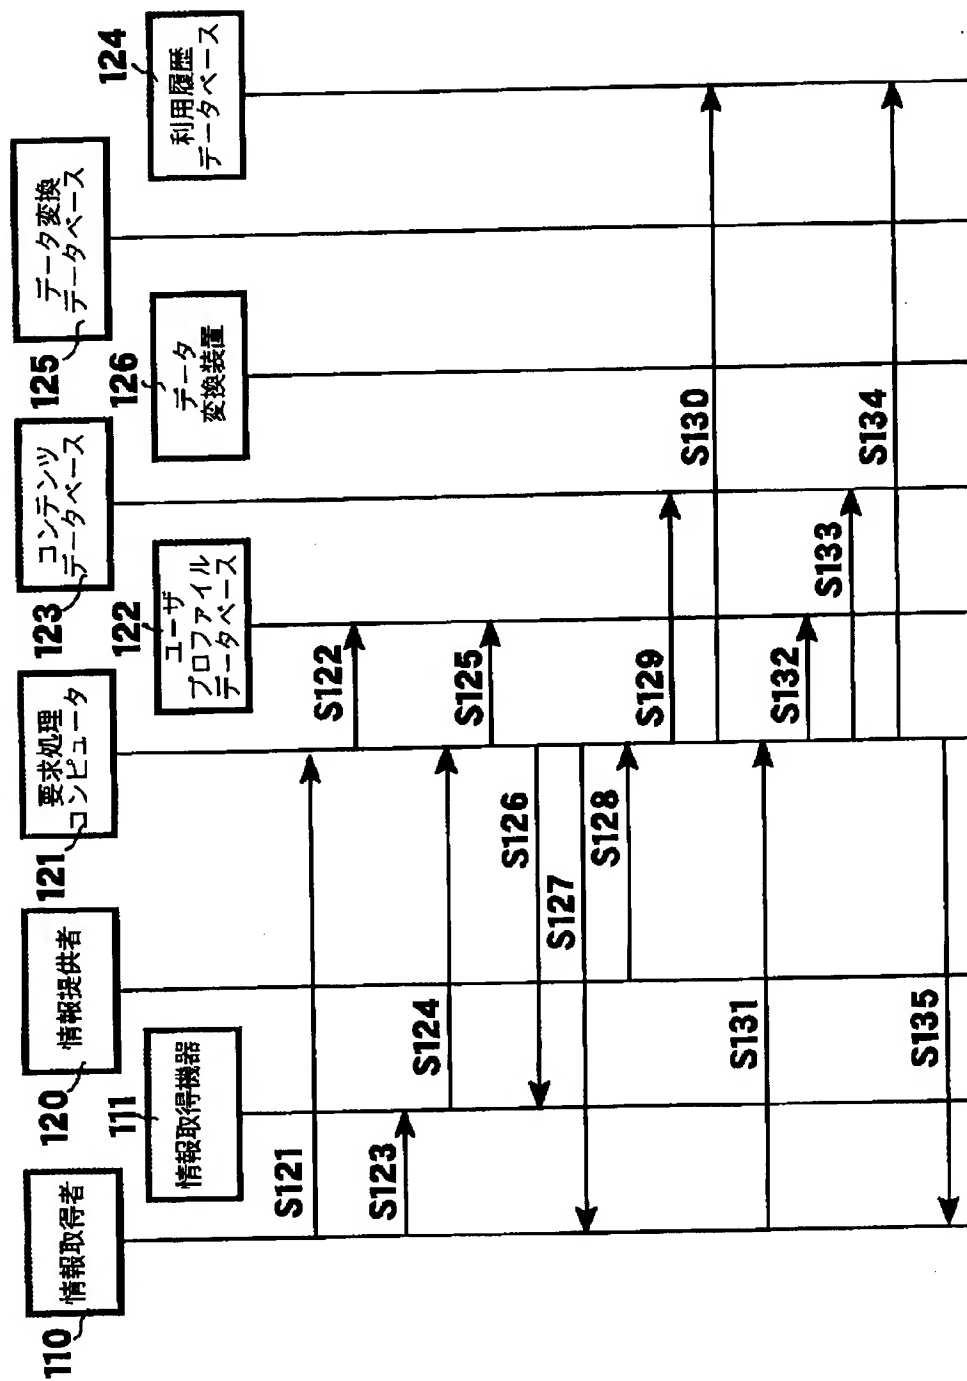 110
情報取得者
111
情報取得機器
120
情報提供者
121
要求処理
コンピュータ
122
ユーザ
プロファイル
データベース
123
コンテンツ
データベース
126
データ
変換装置
125
データ変換
データベース
124
利用履歴
データベース
S121
S122
S123
S124
S125
S126
S127
S128
S129
S130
S131
S132
S133
S134
S135